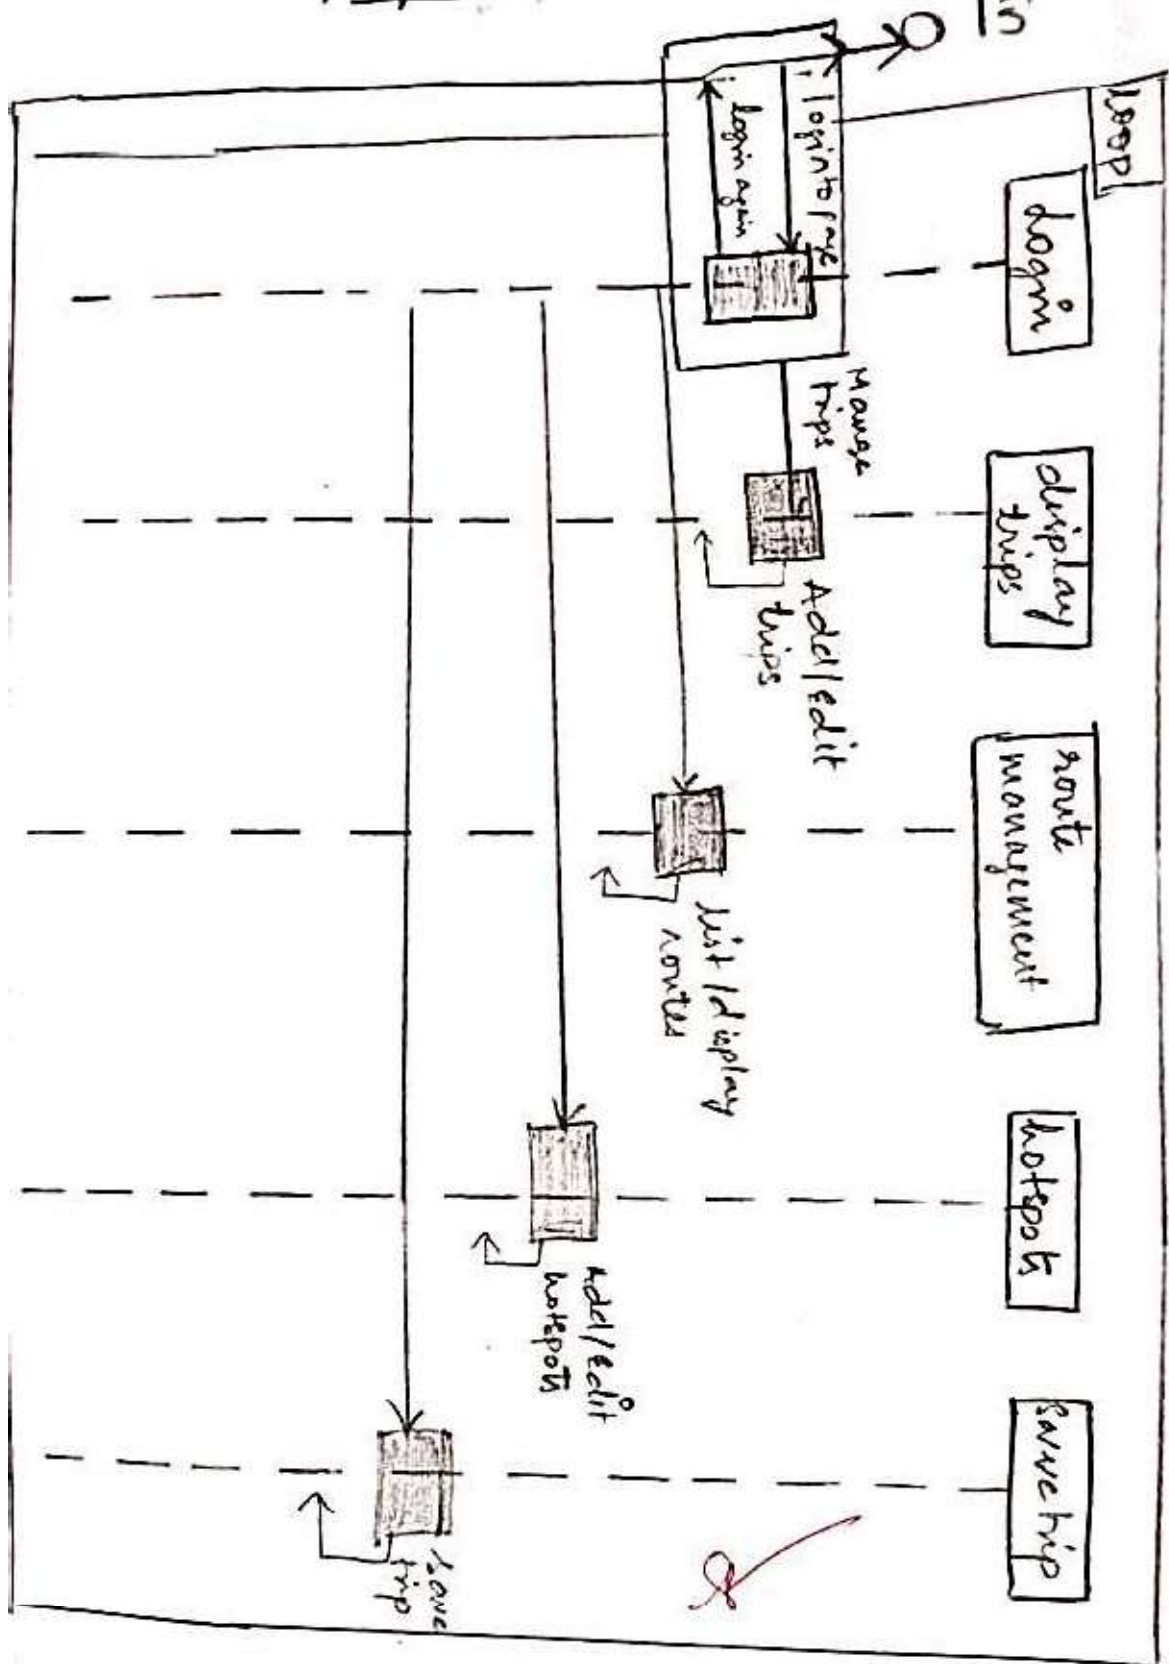 loop
Login
display
trips
route
management
hotspots
save trip
login to page
login again
Manage
trips
Add/Edit
trips
list/display
routes
Add/Edit
hotspots
save
trip